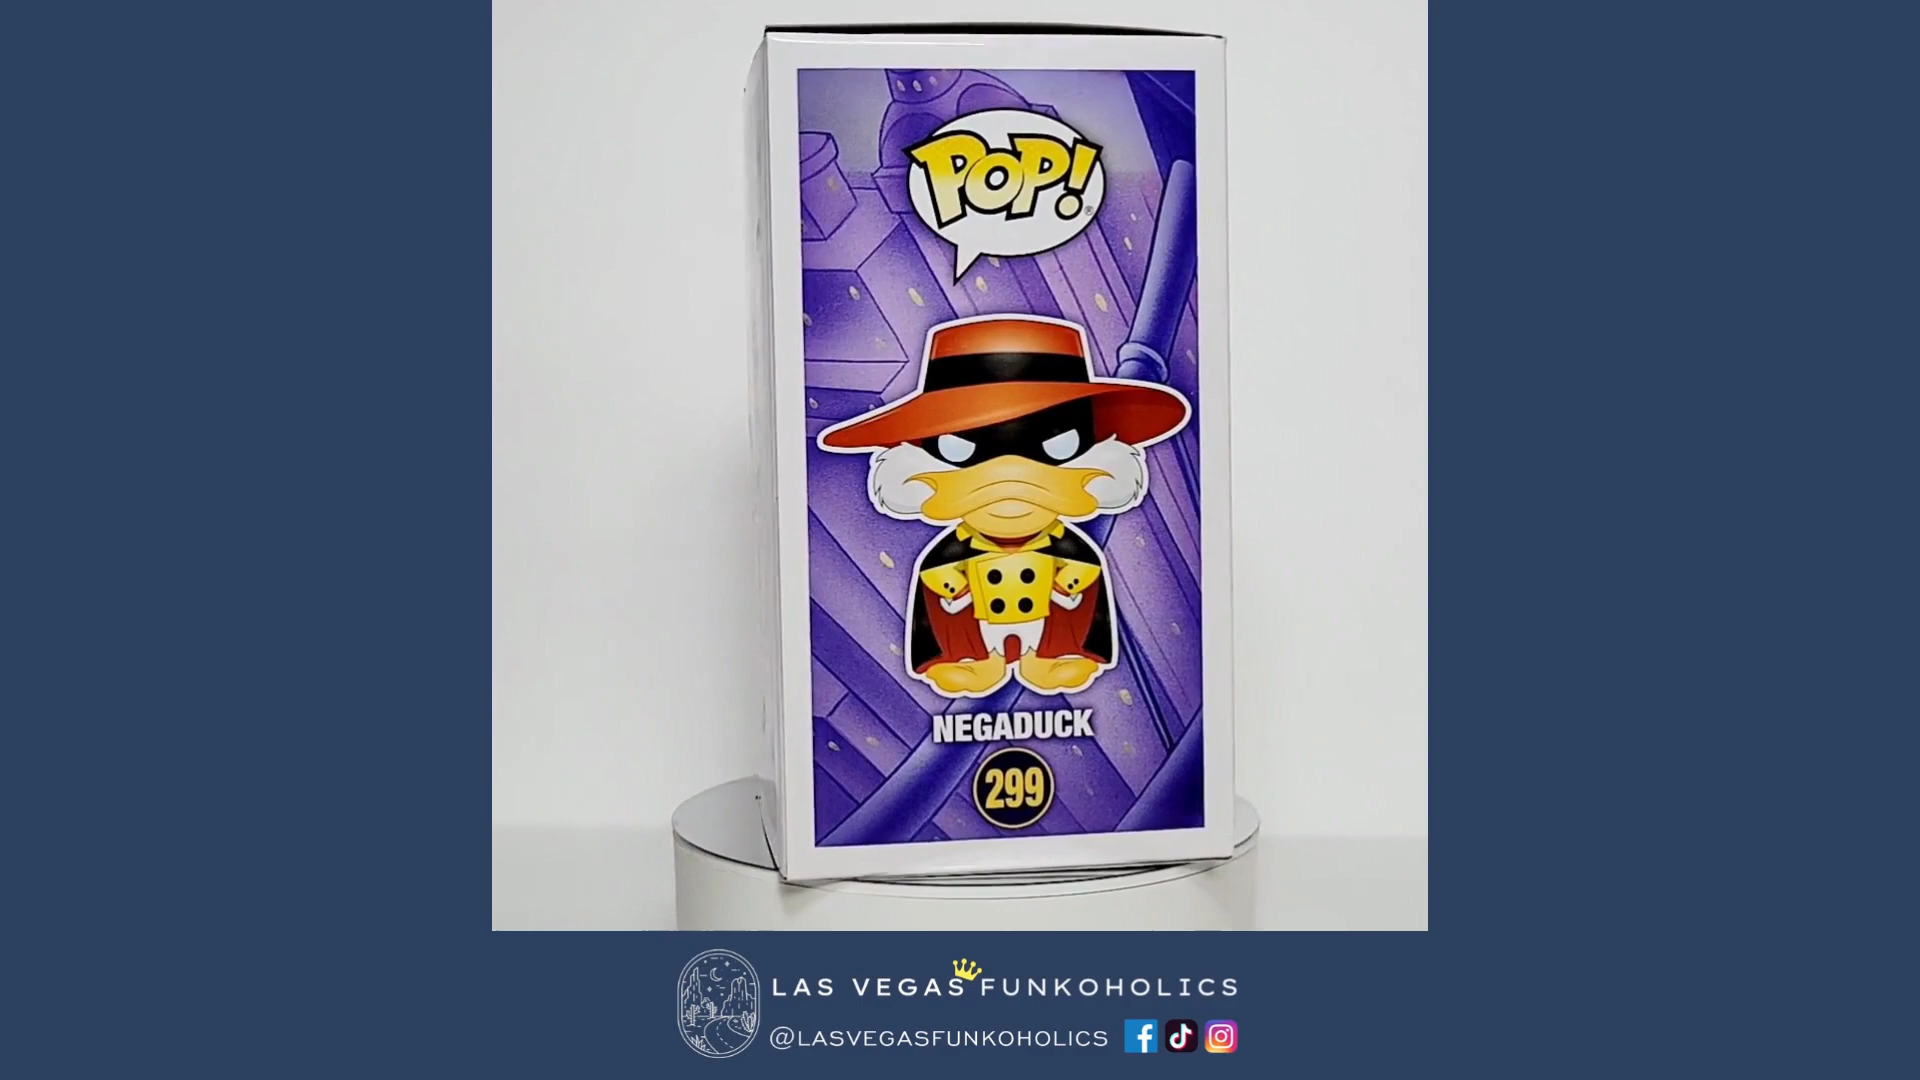 POP!
NEGADUCK
299
LAS VEGAS FUNKOHOLICS
@LASVEGASFUNKOHOLICS